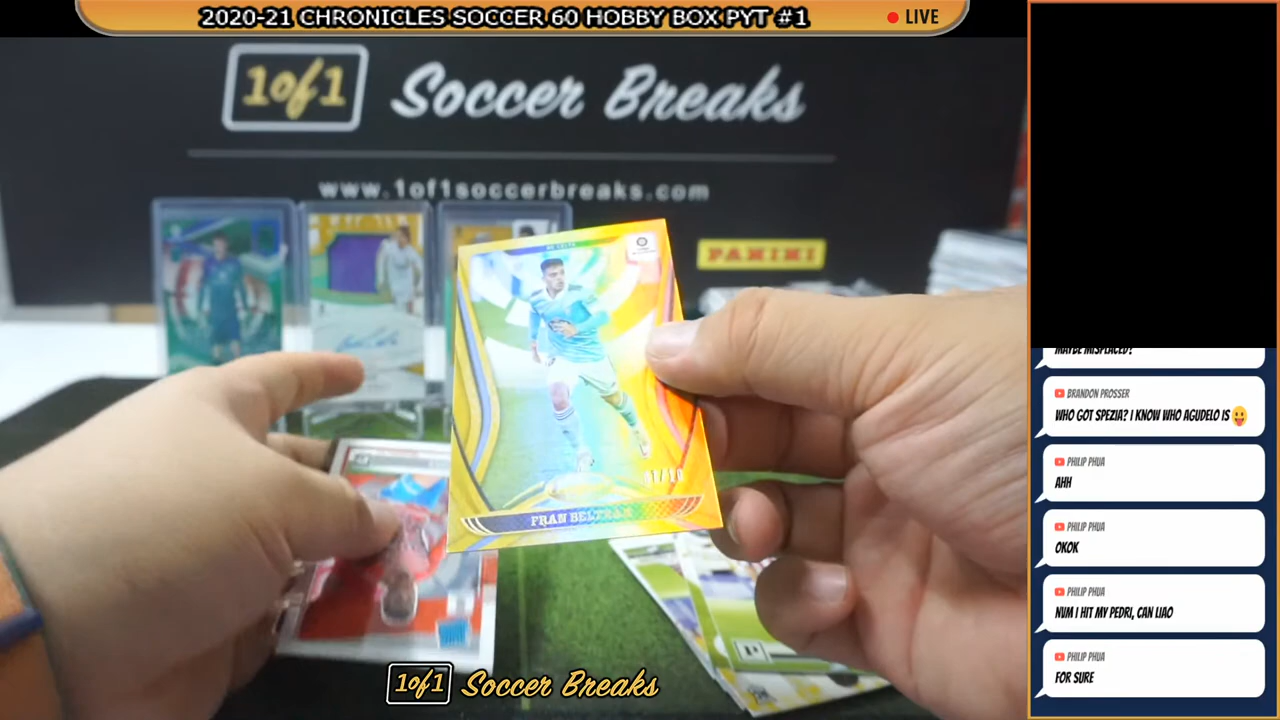 2020-21 CHRONICLES SOCCER 60 HOBBY BOX PYT #1
LIVE
1of1 Soccer Breaks
www.1of1soccerbreaks.com
PANINI
FRAN BELTRAN
1of1 Soccer Breaks
MAYBE MISPLACED?
BRANDON PROSSER
WHO GOT SPEZIA? I KNOW WHO AGUDELO IS
PHILIP PHUA
AHH
PHILIP PHUA
OKOK
PHILIP PHUA
NVM I HIT MY PEDRI, CAN LIAO
PHILIP PHUA
FOR SURE